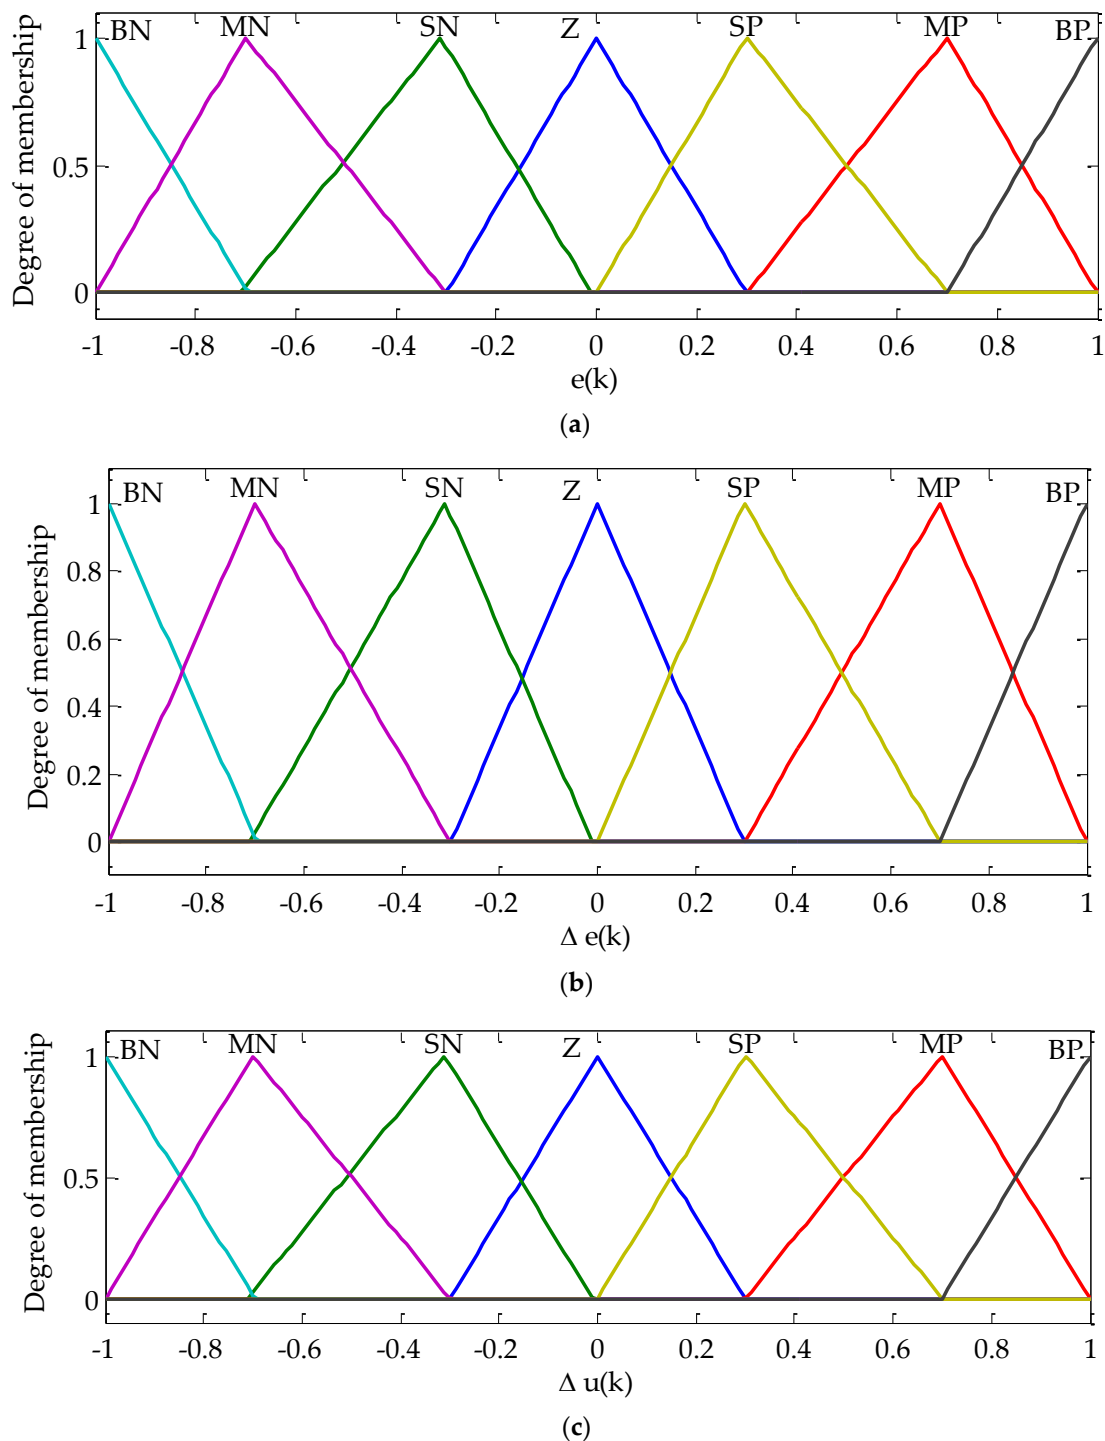 BN MN SN Z SP MP BP
1
0.5
0
Degree of membership
-1 -0.8 -0.6 -0.4 -0.2 0 0.2 0.4 0.6 0.8 1
e(k)
(a)
BN MN SN Z SP MP BP
1
0.8
0.6
0.4
0.2
0
Degree of membership
-1 -0.8 -0.6 -0.4 -0.2 0 0.2 0.4 0.6 0.8 1
Δ e(k)
(b)
BN MN SN Z SP MP BP
1
0.5
0
Degree of membership
-1 -0.8 -0.6 -0.4 -0.2 0 0.2 0.4 0.6 0.8 1
Δ u(k)
(c)